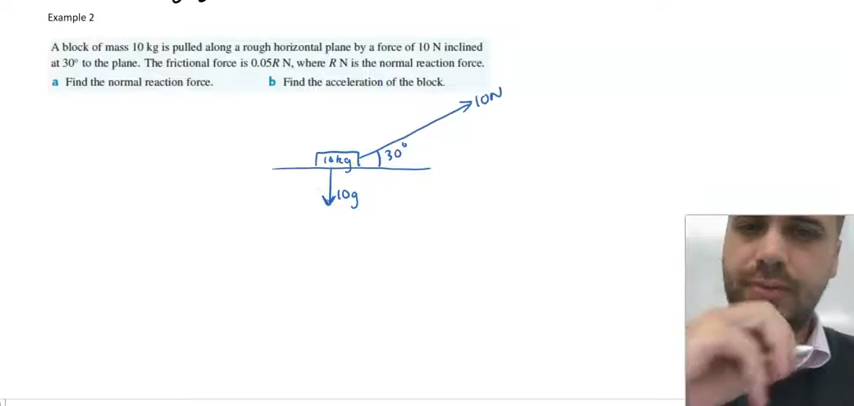 Example 2
A block of mass 10 kg is pulled along a rough horizontal plane by a force of 10 N inclined
at 30° to the plane. The frictional force is 0.05R N, where R N is the normal reaction force.
a Find the normal reaction force. b Find the acceleration of the block.
10N
10kg
30°
10g